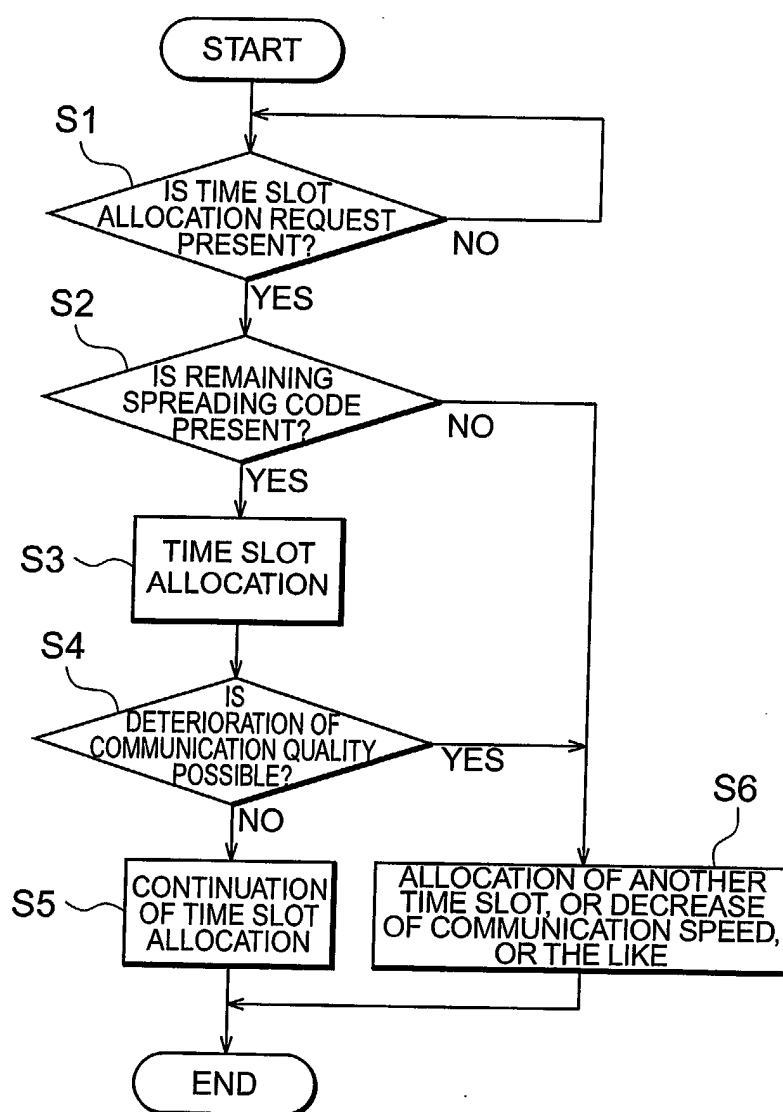 START
S1
IS TIME SLOT
ALLOCATION REQUEST
PRESENT?
NO
YES
S2
IS REMAINING
SPREADING CODE
PRESENT?
NO
YES
S3
TIME SLOT
ALLOCATION
S4
IS
DETERIORATION OF
COMMUNICATION QUALITY
POSSIBLE?
YES
NO
S5
CONTINUATION
OF TIME SLOT
ALLOCATION
S6
ALLOCATION OF ANOTHER
TIME SLOT, OR DECREASE
OF COMMUNICATION SPEED,
OR THE LIKE
END